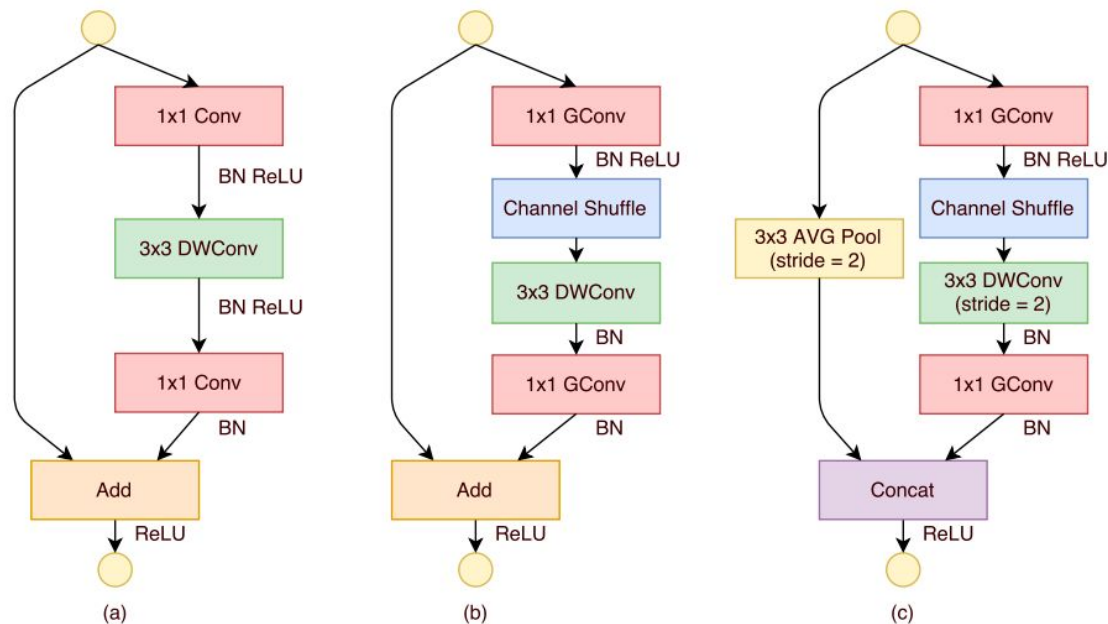 1x1 Conv
BN ReLU
3x3 DWConv
BN ReLU
1x1 Conv
BN
Add
ReLU
(a)
1x1 GConv
BN ReLU
Channel Shuffle
3x3 DWConv
BN
1x1 GConv
BN
Add
ReLU
(b)
1x1 GConv
BN ReLU
Channel Shuffle
3x3 AVG Pool
(stride = 2)
3x3 DWConv
(stride = 2)
BN
1x1 GConv
BN
Concat
ReLU
(c)